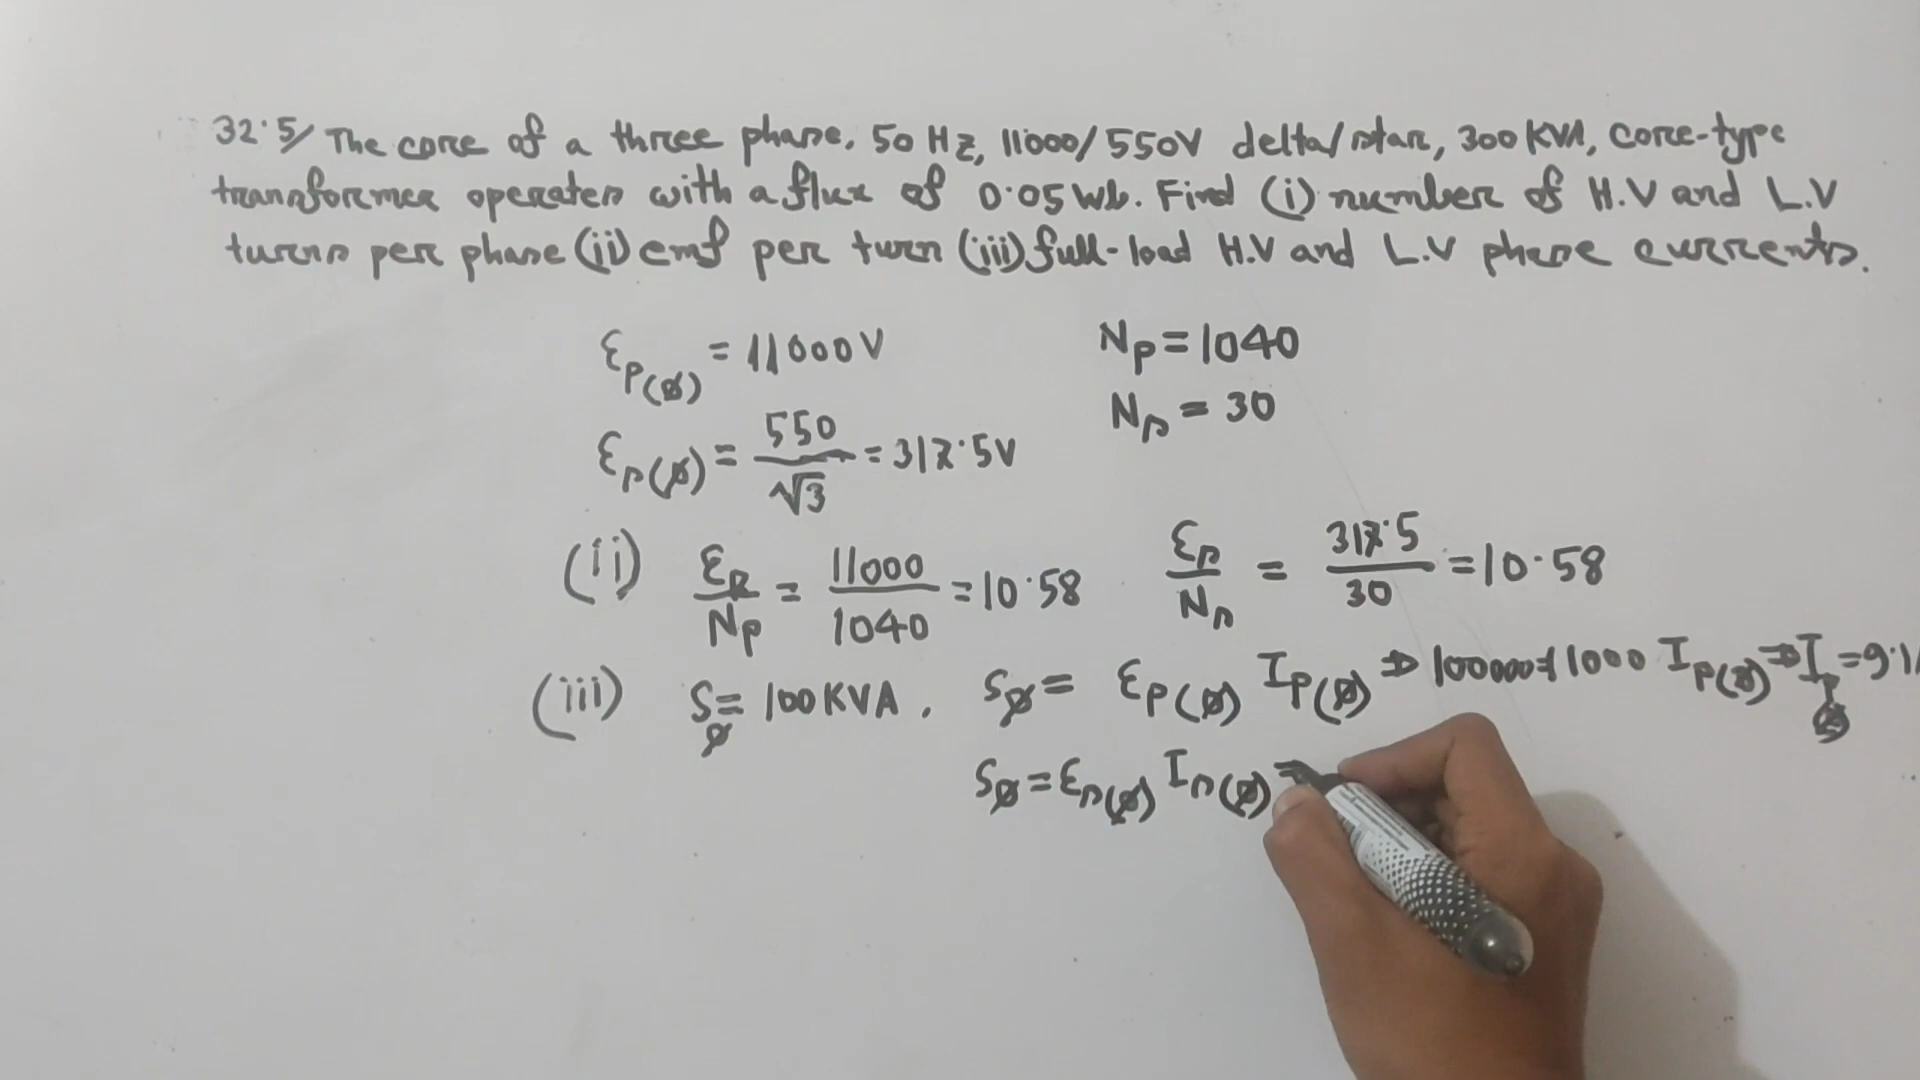 32.5/ The core of a three phase, 50 Hz, 11000/550V delta/star, 300 KVA, core-type
transformer operates with a flux of 0.05 Wb. Find (i) number of H.V and L.V
turns per phase (ii) emf per turn (iii) full-load H.V and L.V phase currents.
Ep(ø) = 11000V
Np = 1040
Es(ø) = 550/√3 = 317.5V
Ns = 30
(ii) Ep/Np = 11000/1040 = 10.58
Es/Ns = 317.5/30 = 10.58
(iii) Sø = 100 KVA, Sø = Ep(ø) Ip(ø) ⇒ 100000=11000 Ip(ø) ⇒ Ip(ø) = 9.1
Sø = Es(ø) Is(ø)